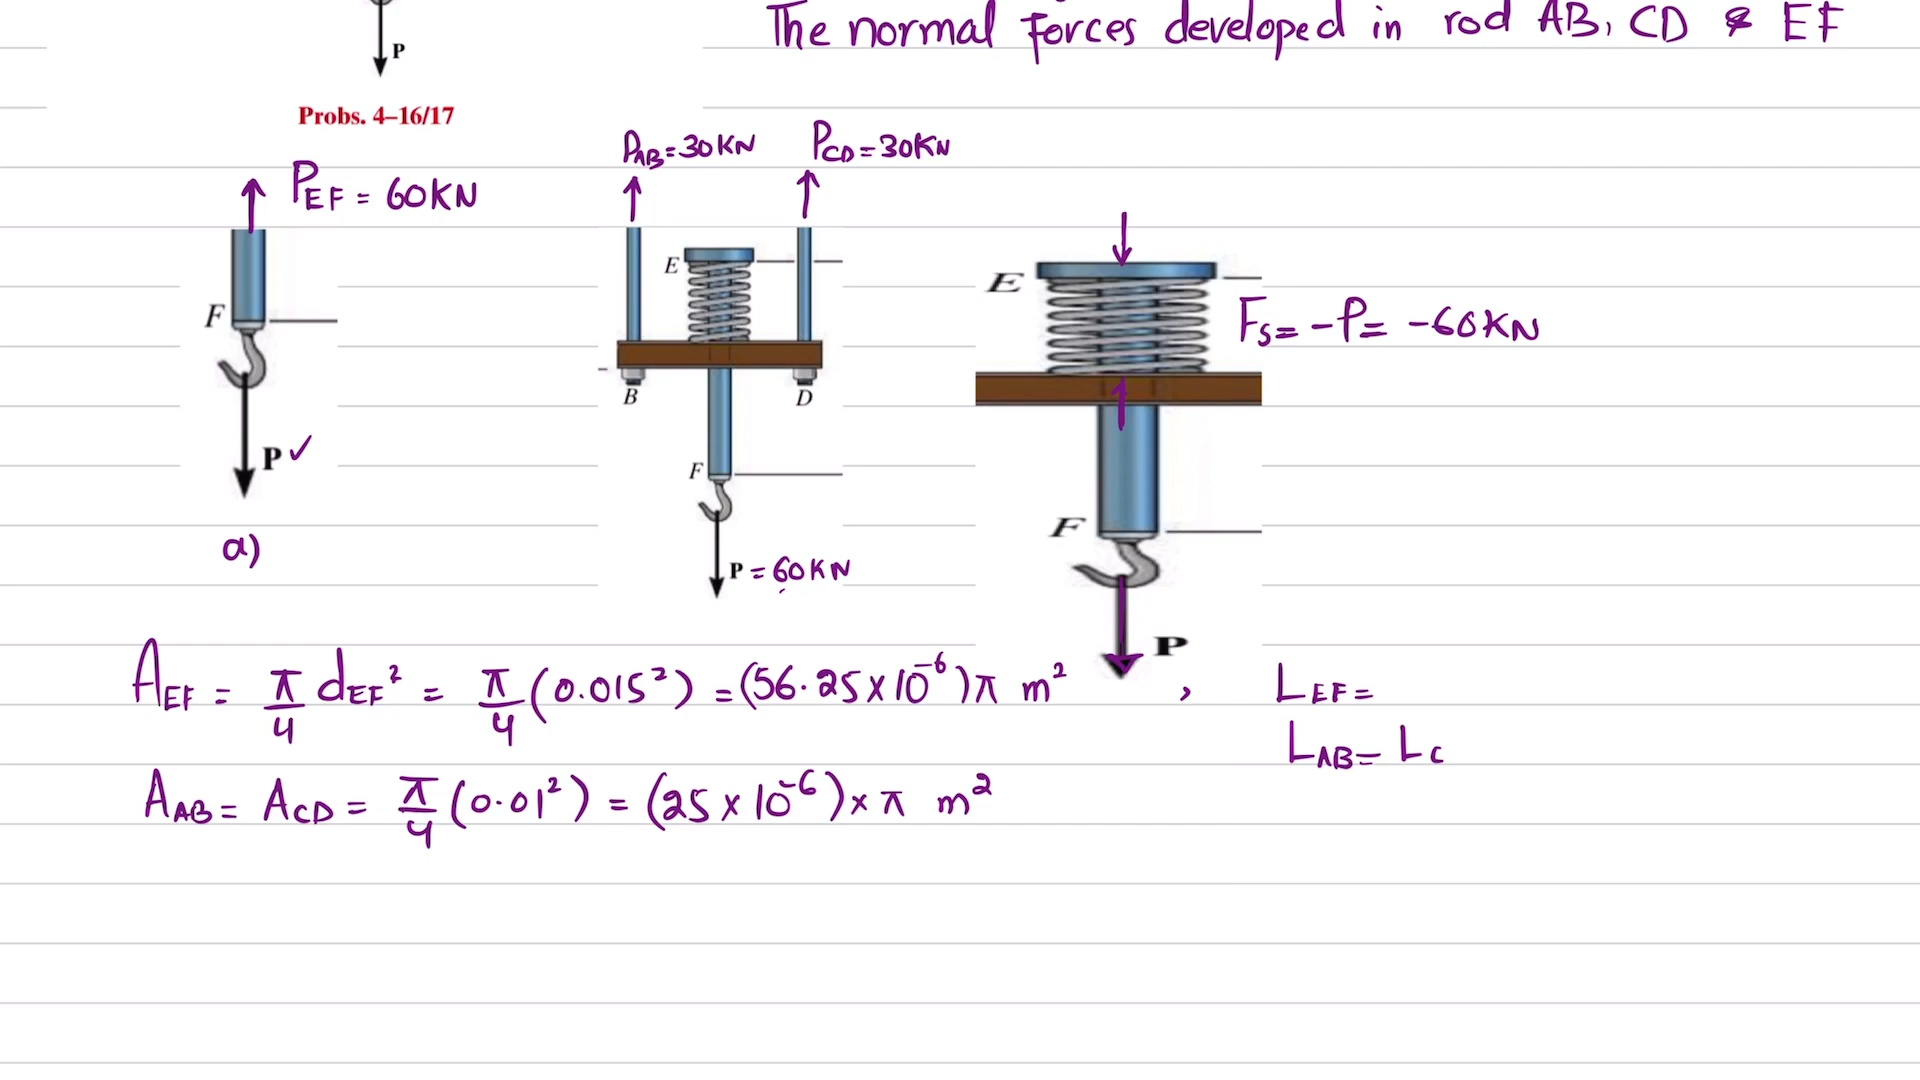 The normal forces developed in rod AB, CD & EF
P
Probs. 4–16/17
P_AB = 30KN
P_CD = 30KN
P_EF = 60KN
E
E
F_S = -P = -60KN
F
B
D
P ✓
F
F
a)
P = 60KN
P
A_EF = π/4 d_EF² = π/4 (0.015²) = (56.25×10⁻⁶)π m² , L_EF =
L_AB = L_C
A_AB = A_CD = π/4 (0.01²) = (25×10⁻⁶)×π m²